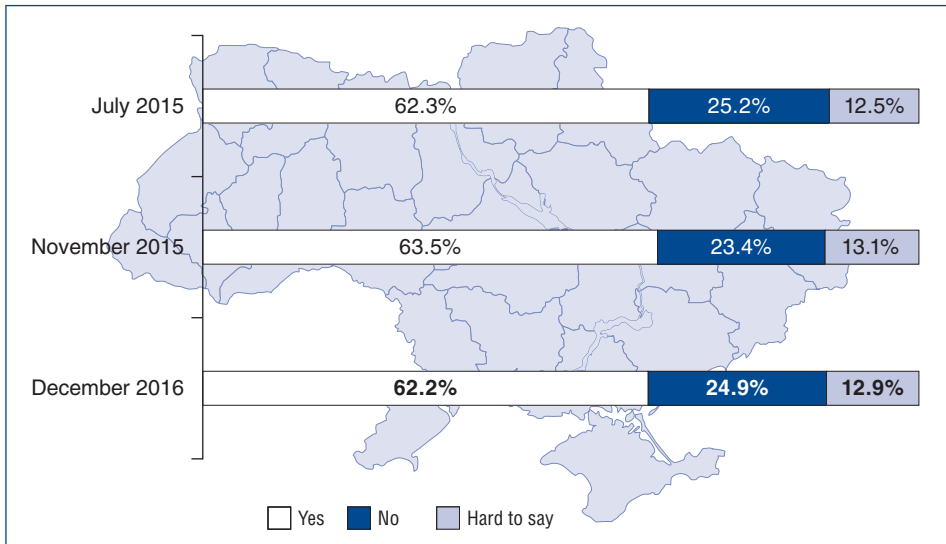 July 2015 62.3% 25.2% 12.5%
November 2015 63.5% 23.4% 13.1%
December 2016 62.2% 24.9% 12.9%
Yes No Hard to say